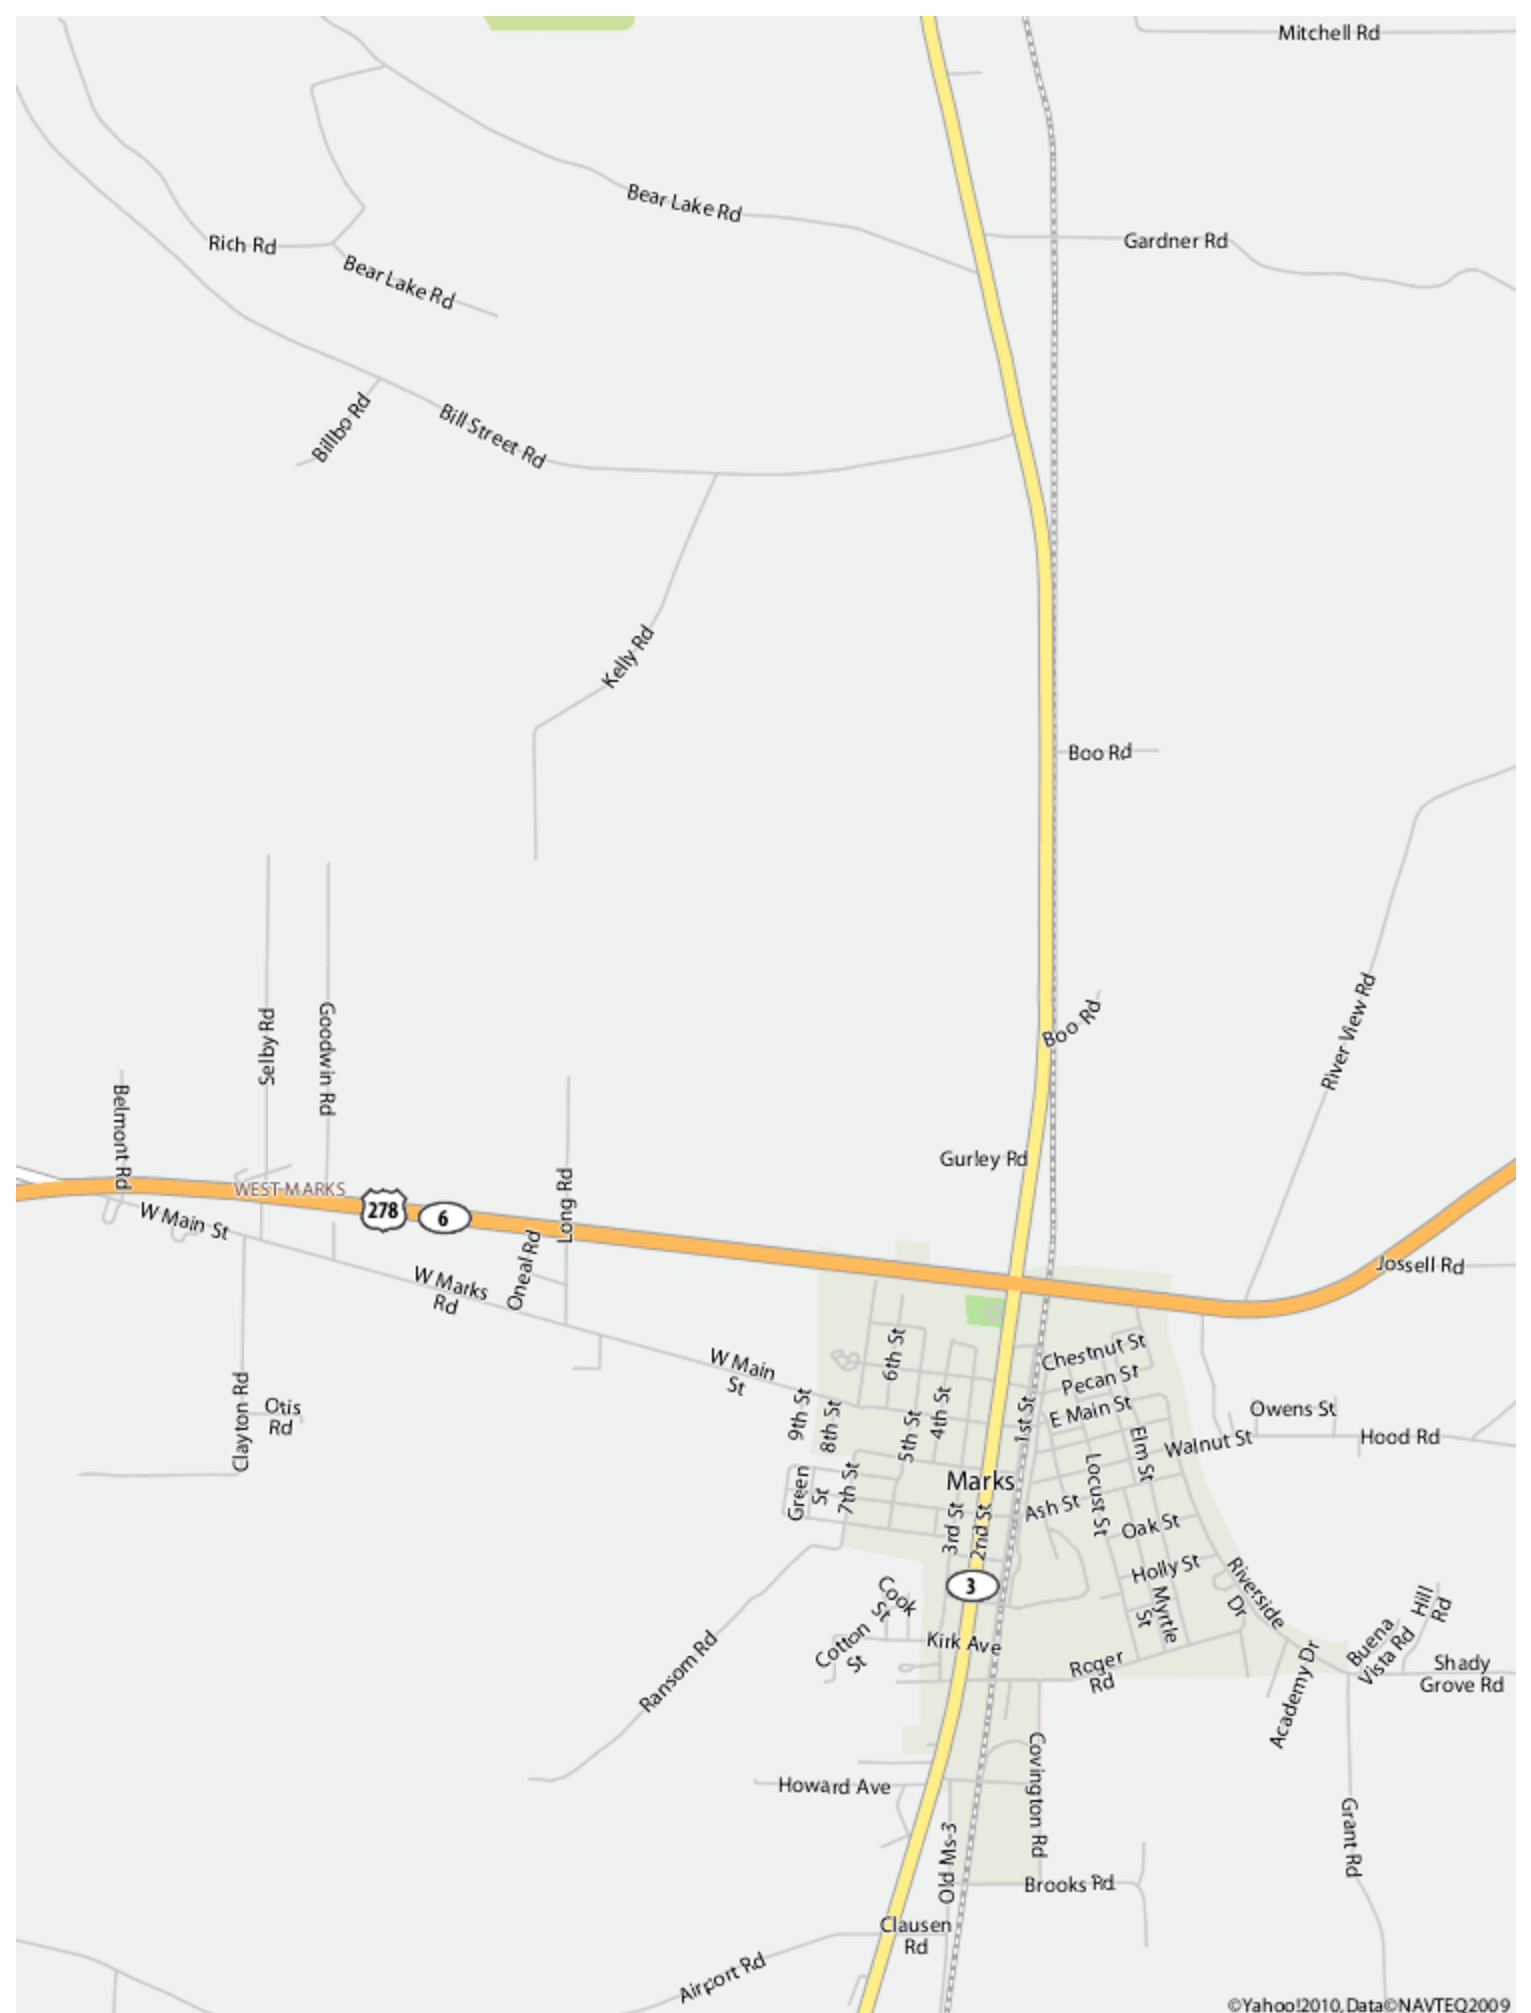 Mitchell Rd
Bear Lake Rd
Gardner Rd
Rich Rd
Bear Lake Rd
Billbo Rd
Bill Street Rd
Kelly Rd
Boo Rd
Boo Rd
River View Rd
Selby Rd
Goodwin Rd
Belmont Rd
Gurley Rd
Long Rd
WEST MARKS
278
6
W Main St
Oneal Rd
W Marks
Rd
Jossell Rd
Chestnut St
6th St
W Main
St
Pecan St
E Main St
9th St
8th St
5th St
4th St
1st St
Clayton Rd
Otis
Rd
Owens St
Hood Rd
Walnut St
Elm St
Locust St
Marks
Green
St
7th St
3rd St
2nd St
Ash St
Oak St
Holly St
3
Cook
St
Myrtle
St
Riverside
Dr
Hill
Rd
Cotton
St
Kirk Ave
Buena
Vista Rd
Ransom Rd
Roger
Rd
Academy Dr
Shady
Grove Rd
Howard Ave
Covington Rd
Grant Rd
Old Ms-3
Brooks Rd
Clausen
Rd
Airport Rd
©Yahoo!2010, Data©NAVTEQ2009